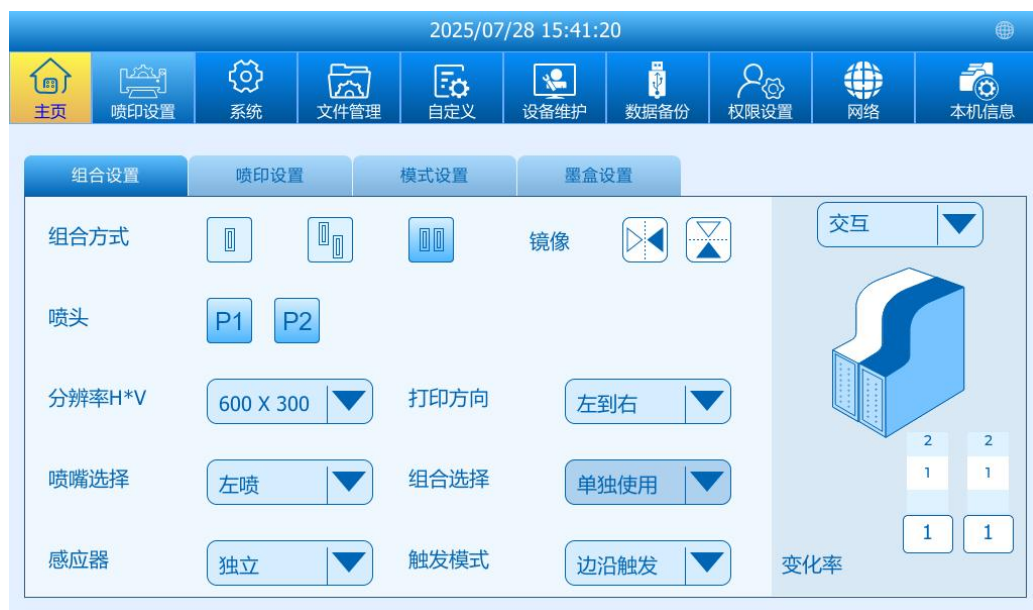 2025/07/28 15:41:20
主页 喷印设置 系统 文件管理 自定义 设备维护 数据备份 权限设置 网络 本机信息
组合设置 喷印设置 模式设置 墨盒设置
组合方式 镜像 交互
喷头 P1 P2
分辨率H*V 600 X 300 打印方向 左到右
2 2
喷嘴选择 左喷 组合选择 单独使用 1 1
1 1
感应器 独立 触发模式 边沿触发 变化率